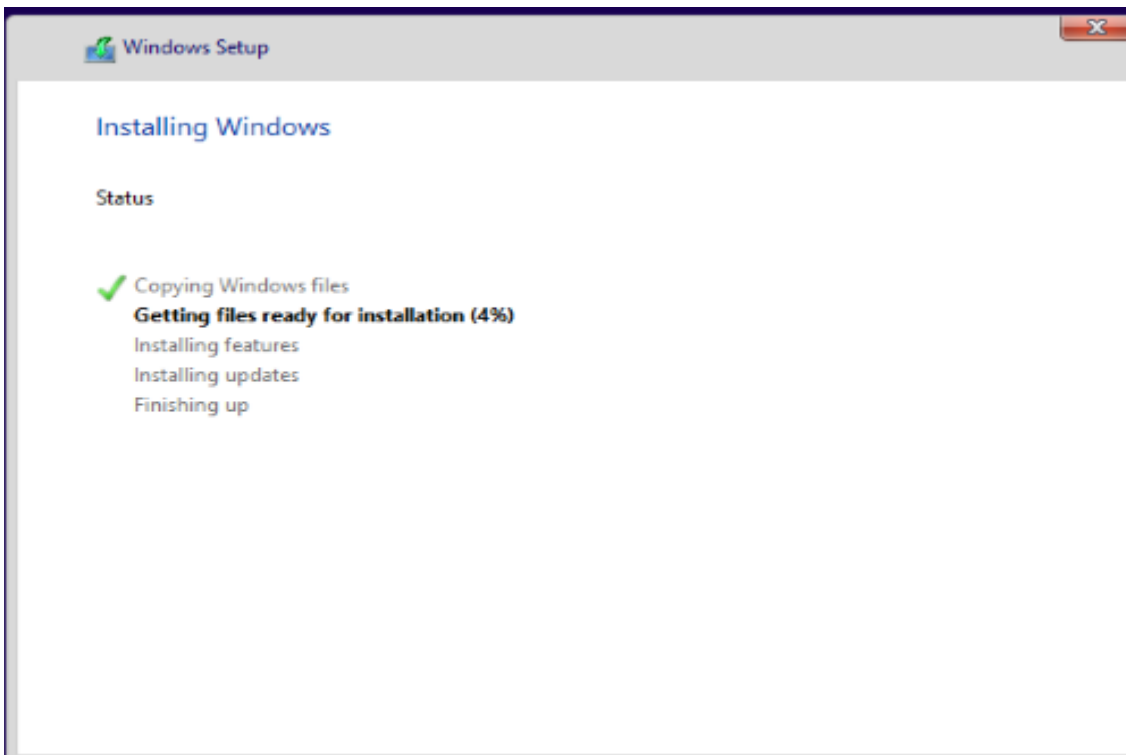 Windows Setup
Installing Windows
Status
Copying Windows files
Getting files ready for installation (4%)
Installing features
Installing updates
Finishing up